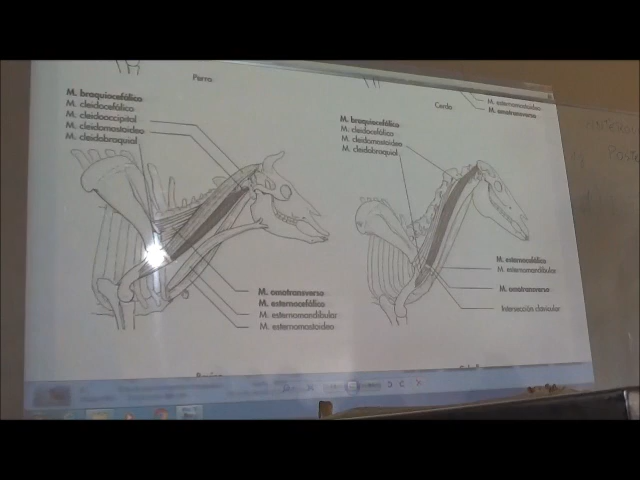 Perro
M. braquiocefálico
M. cleidocefálico
M. cleidooccipital
M. cleidomastoideo
M. cleidobraquial
M. omotransverso
M. esternocefálico
M. esternomandibular
M. esternomastoideo
Cerdo
M. esternomastoideo
M. omotransverso
M. braquiocefálico
M. cleidocefálico
M. cleidomastoideo
M. cleidobraquial
M. esternocefálico
M. esternomandibular
M. omotransverso
Intersección clavicular